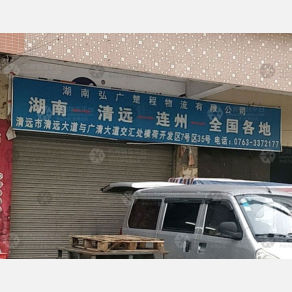 湖南弘广楚程物流有限公司
湖南—清远—连州—全国各地
清远市清远大道与广清大道交汇处横荷开发区7号区35号 电话：0763-3372177